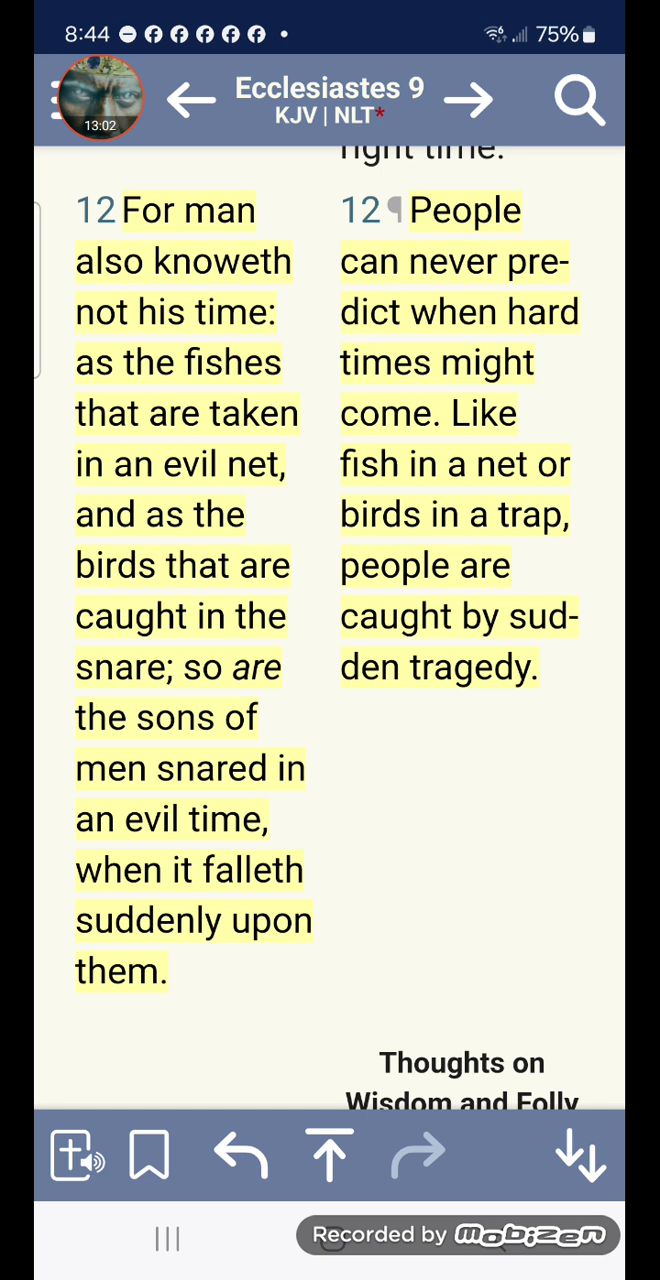 8:44
75%
13:02
Ecclesiastes 9
KJV | NLT*
right time.
12 For man
also knoweth
not his time:
as the fishes
that are taken
in an evil net,
and as the
birds that are
caught in the
snare; so are
the sons of
men snared in
an evil time,
when it falleth
suddenly upon
them.
12 ¶ People
can never pre-
dict when hard
times might
come. Like
fish in a net or
birds in a trap,
people are
caught by sud-
den tragedy.
Thoughts on
Wisdom and Folly
Recorded by mobizen